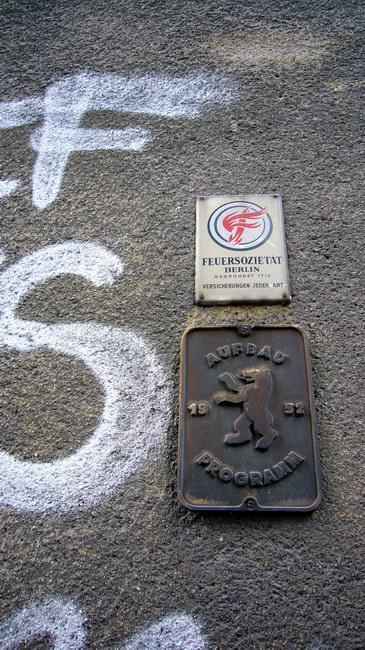 F
S
FEUERSOZIETÄT
BERLIN
GEGRÜNDET 1718
VERSICHERUNGEN JEDER ART
AUFBAU
19 52
PROGRAMM